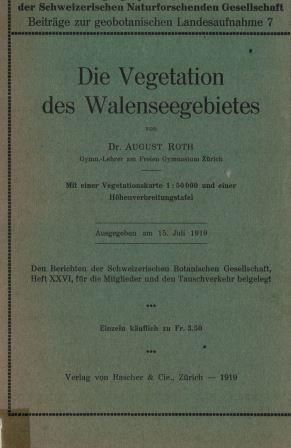 der Schweizerischen Naturforschenden Gesellschaft
Beiträge zur geobotanischen Landesaufnahme 7
Die Vegetation
des Walenseegebietes
von
Dr. AUGUST ROTH
Gymn.-Lehrer am Freien Gymnasium Zürich
Mit einer Vegetationskarte 1:50000 und einer
Höhenverbreitungstafel
Ausgegeben am 15. Juli 1919
Den Berichten der Schweizerischen Botanischen Gesellschaft,
Heft XXVI, für die Mitglieder und den Tauschverkehr beigelegt
Einzeln käuflich zu Fr. 3.50
Verlag von Rascher & Cie., Zürich — 1919